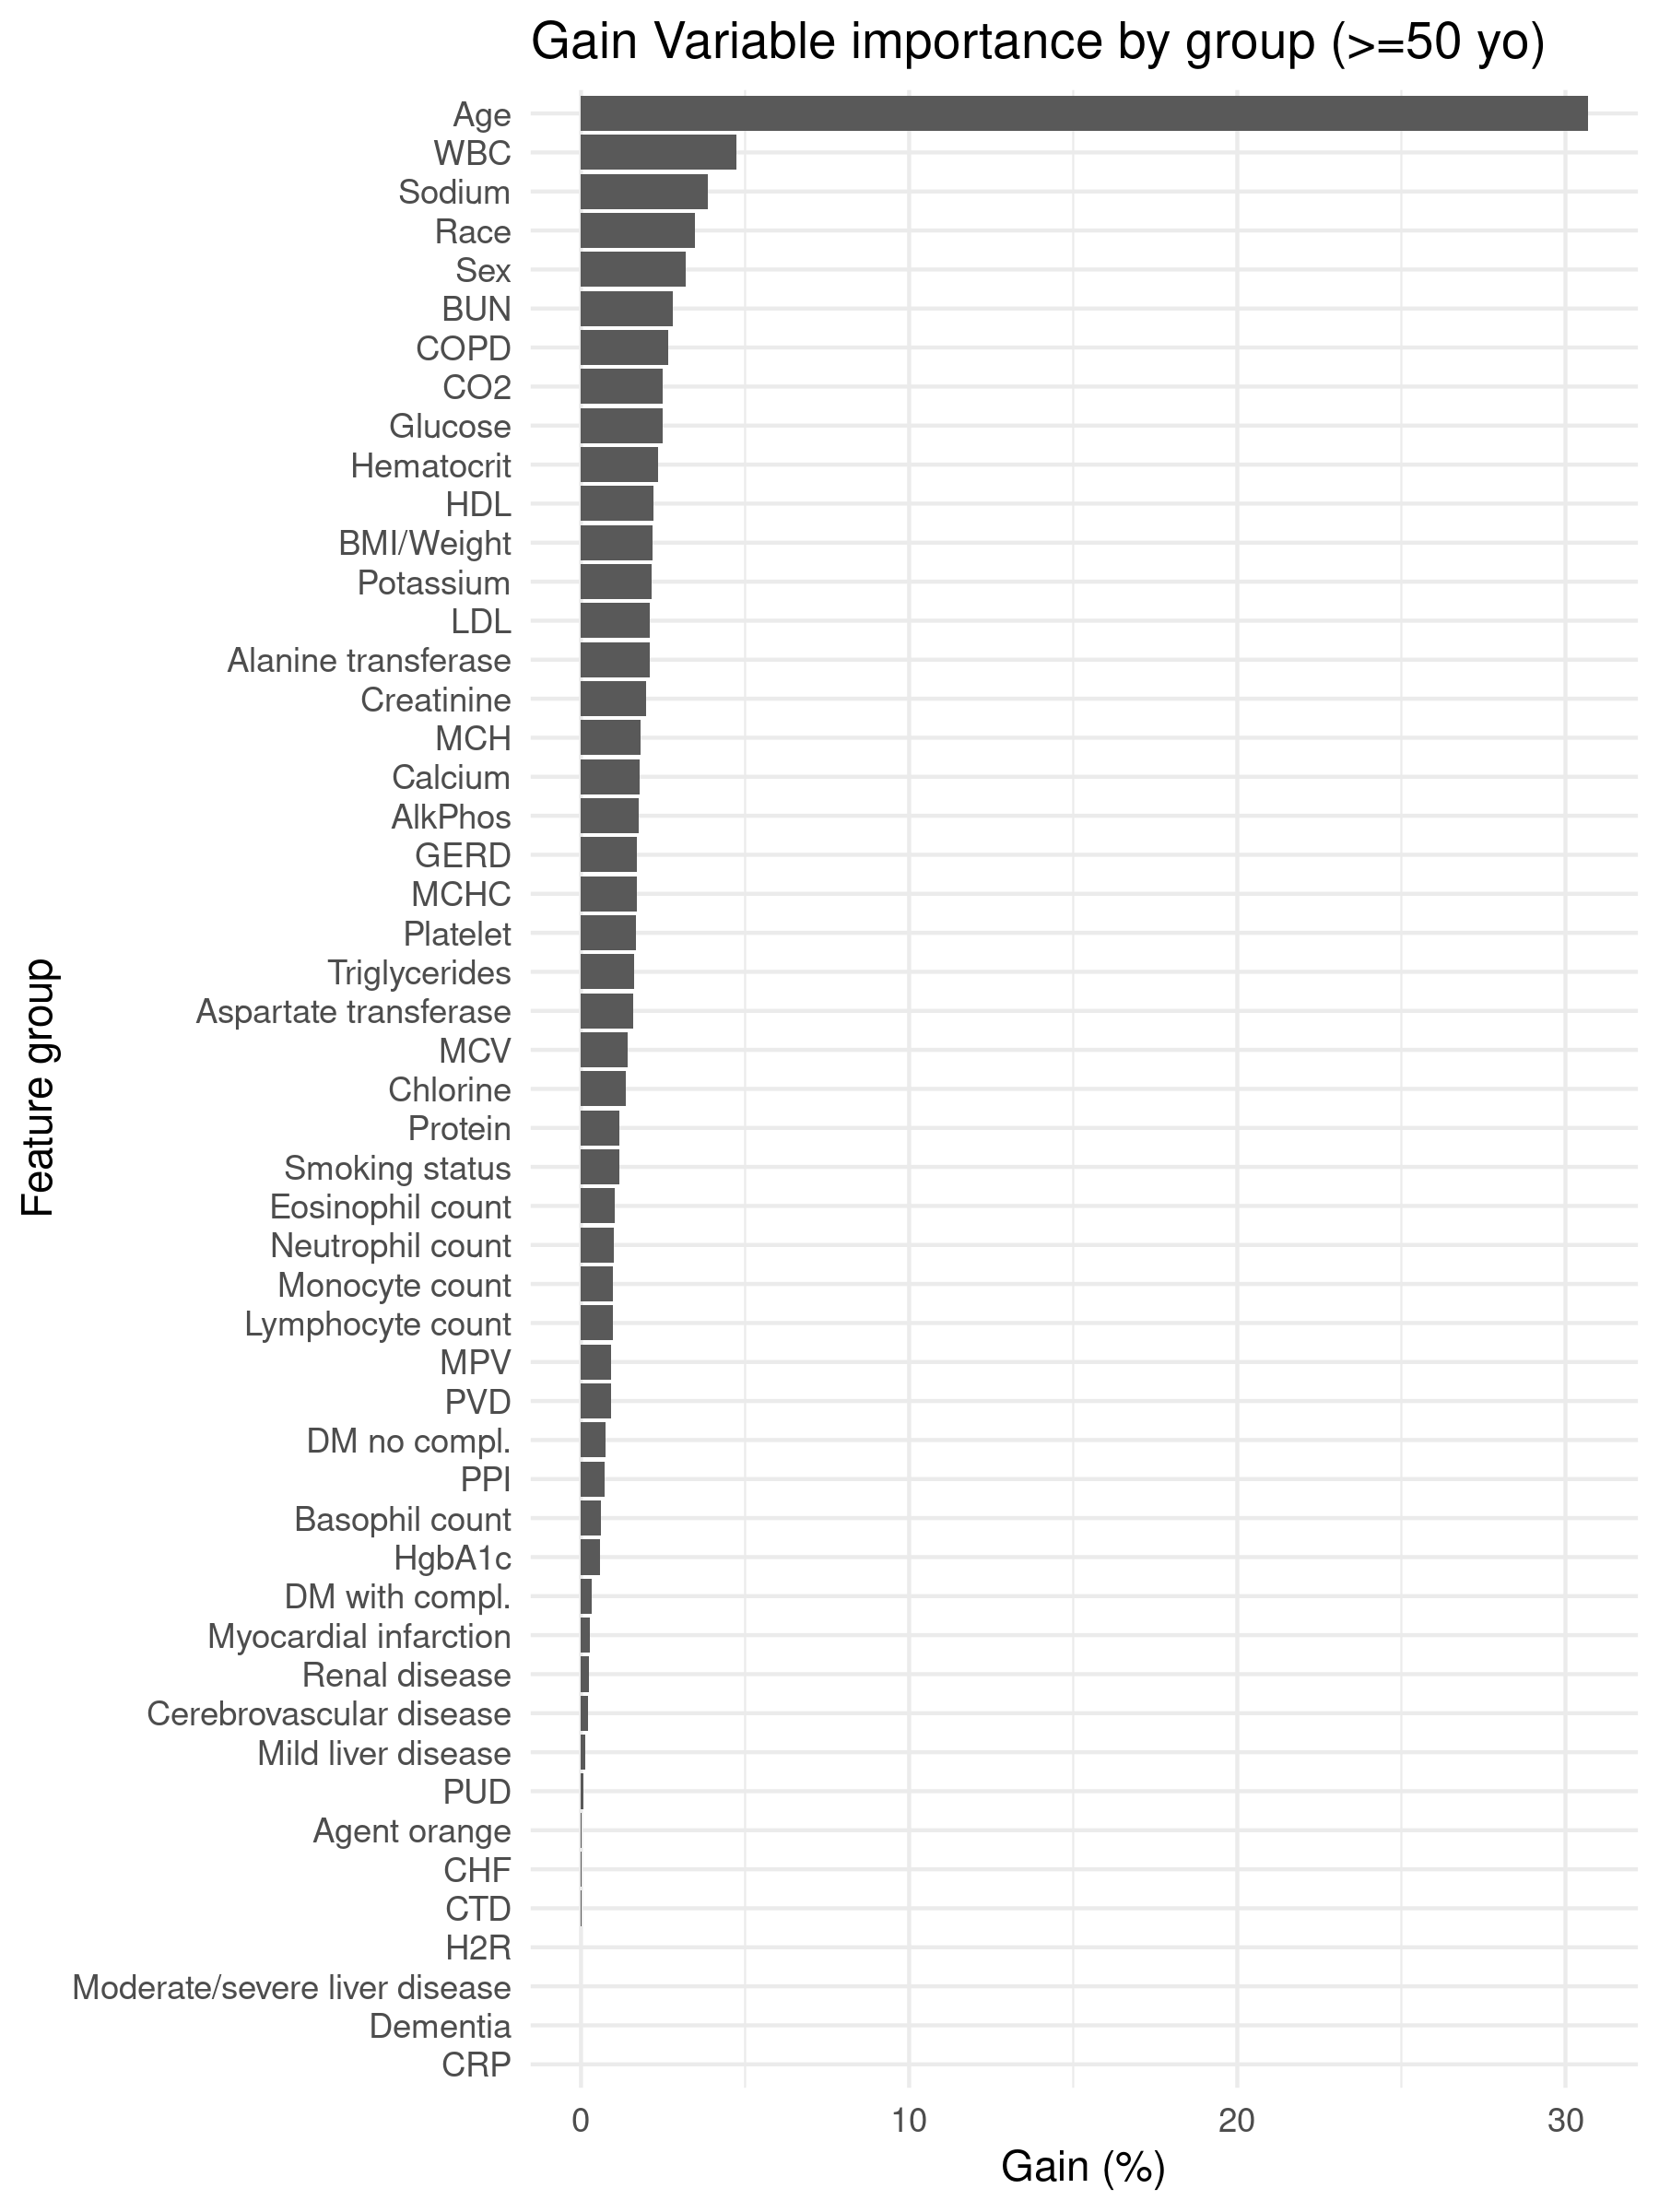 Gain Variable importance by group (>=50 yo)
Age
WBC
Sodium
Race
Sex
BUN
COPD
CO2
Glucose
Hematocrit
HDL
BMI/Weight
Potassium
LDL
Alanine transferase
Creatinine
MCH
Calcium
AlkPhos
GERD
MCHC
Platelet
Triglycerides
Aspartate transferase
MCV
Chlorine
Protein
Smoking status
Eosinophil count
Neutrophil count
Monocyte count
Lymphocyte count
MPV
PVD
DM no compl.
PPI
Basophil count
HgbA1c
DM with compl.
Myocardial infarction
Renal disease
Cerebrovascular disease
Mild liver disease
PUD
Agent orange
CHF
CTD
H2R
Moderate/severe liver disease
Dementia
CRP
Feature group
0 10 20 30
Gain (%)